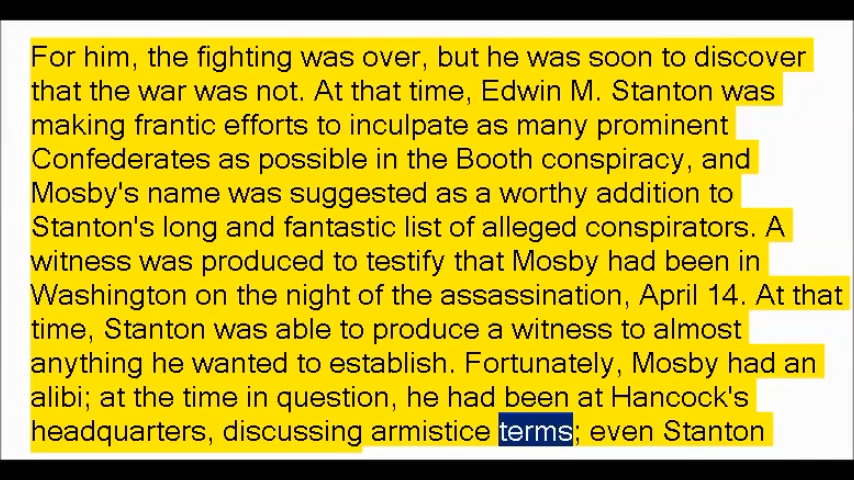 For him, the fighting was over, but he was soon to discover
that the war was not. At that time, Edwin M. Stanton was
making frantic efforts to inculpate as many prominent
Confederates as possible in the Booth conspiracy, and
Mosby's name was suggested as a worthy addition to
Stanton's long and fantastic list of alleged conspirators. A
witness was produced to testify that Mosby had been in
Washington on the night of the assassination, April 14. At that
time, Stanton was able to produce a witness to almost
anything he wanted to establish. Fortunately, Mosby had an
alibi; at the time in question, he had been at Hancock's
headquarters, discussing armistice terms; even Stanton